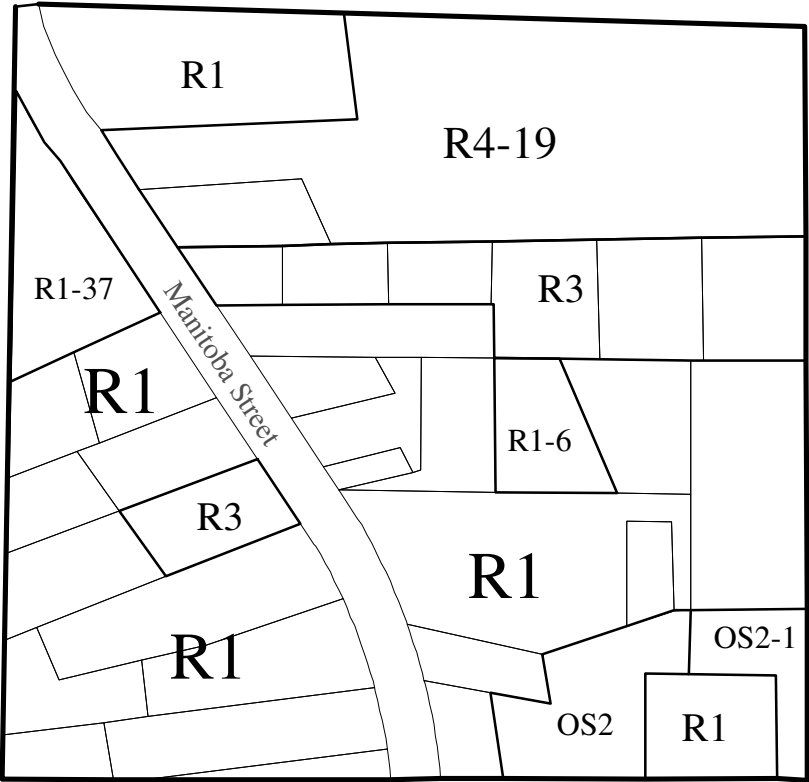 R1
R4-19
R1-37
R3
Manitoba Street
R1
R1-6
R3
R1
R1
OS2-1
OS2
R1